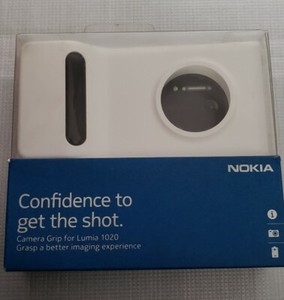 NOKIA
Confidence to
get the shot.
Camera Grip for Lumia 1020
Grasp a better imaging experience